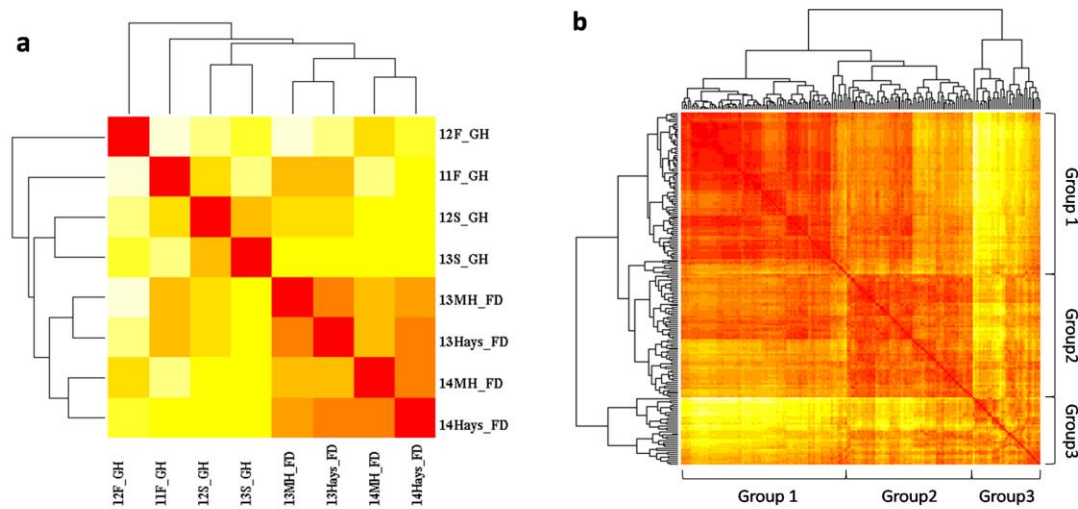 a
12F_GH
11F_GH
12S_GH
13S_GH
13MH_FD
13Hays_FD
14MH_FD
14Hays_FD
12F_GH
11F_GH
12S_GH
13S_GH
13MH_FD
13Hays_FD
14MH_FD
14Hays_FD
b
Group 1
Group2
Group3
Group 1
Group2
Group3